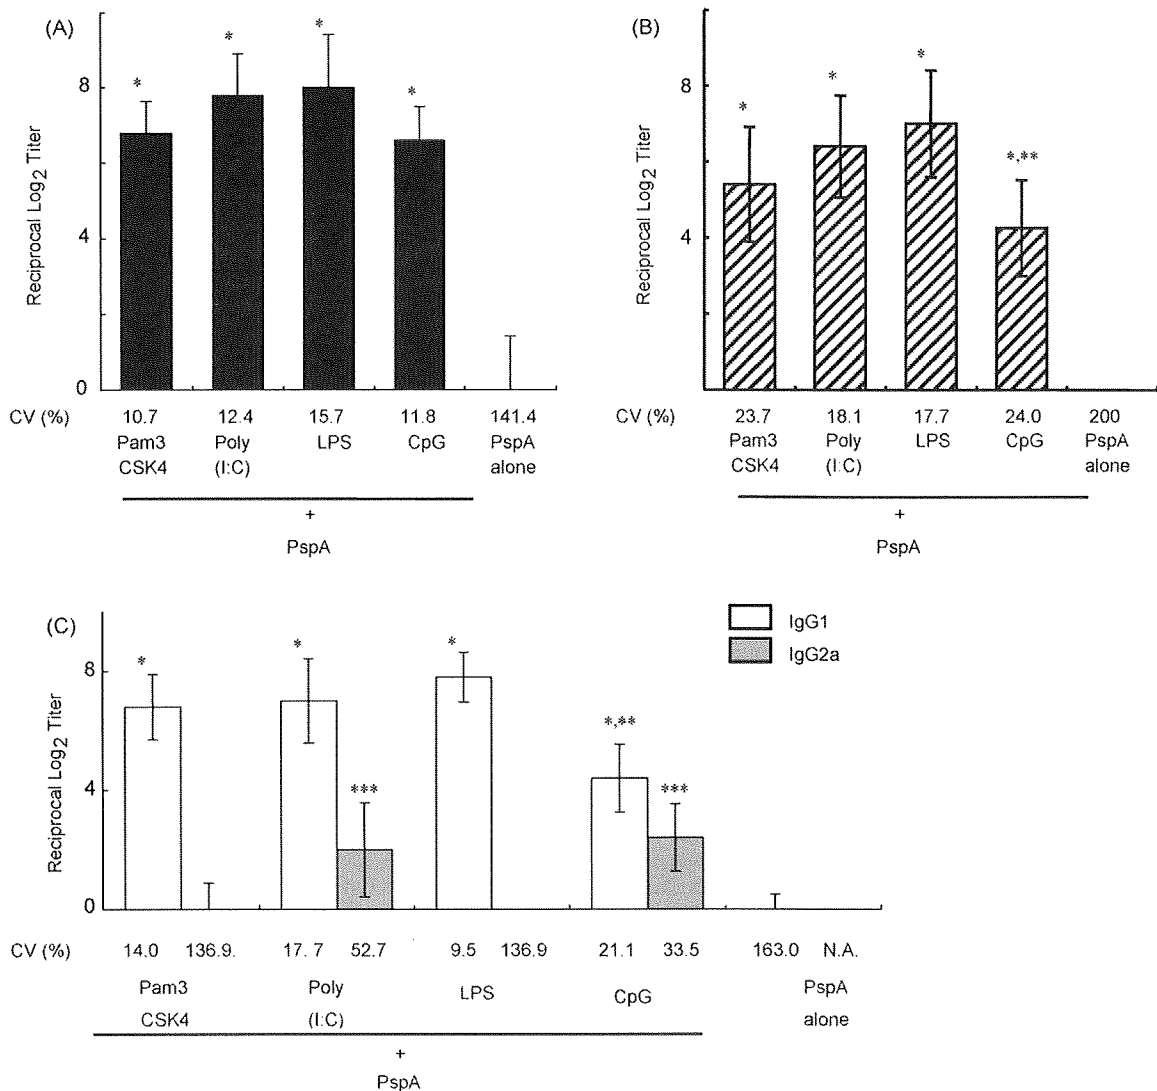 (A)
Reciprocal Log2 Titer
8
4
0
*
*
*
*
CV (%) 10.7 12.4 15.7 11.8 141.4
Pam3 Poly LPS CpG PspA
CSK4 (I:C) alone
+
PspA
(B)
Reciprocal Log2 Titer
8
4
*
*
*
*,**
CV (%) 23.7 18.1 17.7 24.0 200
Pam3 Poly LPS CpG PspA
CSK4 (I:C) alone
+
PspA
(C)
IgG1
IgG2a
Reciprocal Log2 Titer
8
4
0
*
*
***
*
*,**
***
CV (%) 14.0 136.9. 17. 7 52.7 9.5 136.9 21.1 33.5 163.0 N.A.
Pam3 Poly LPS CpG PspA
CSK4 (I:C) alone
+
PspA